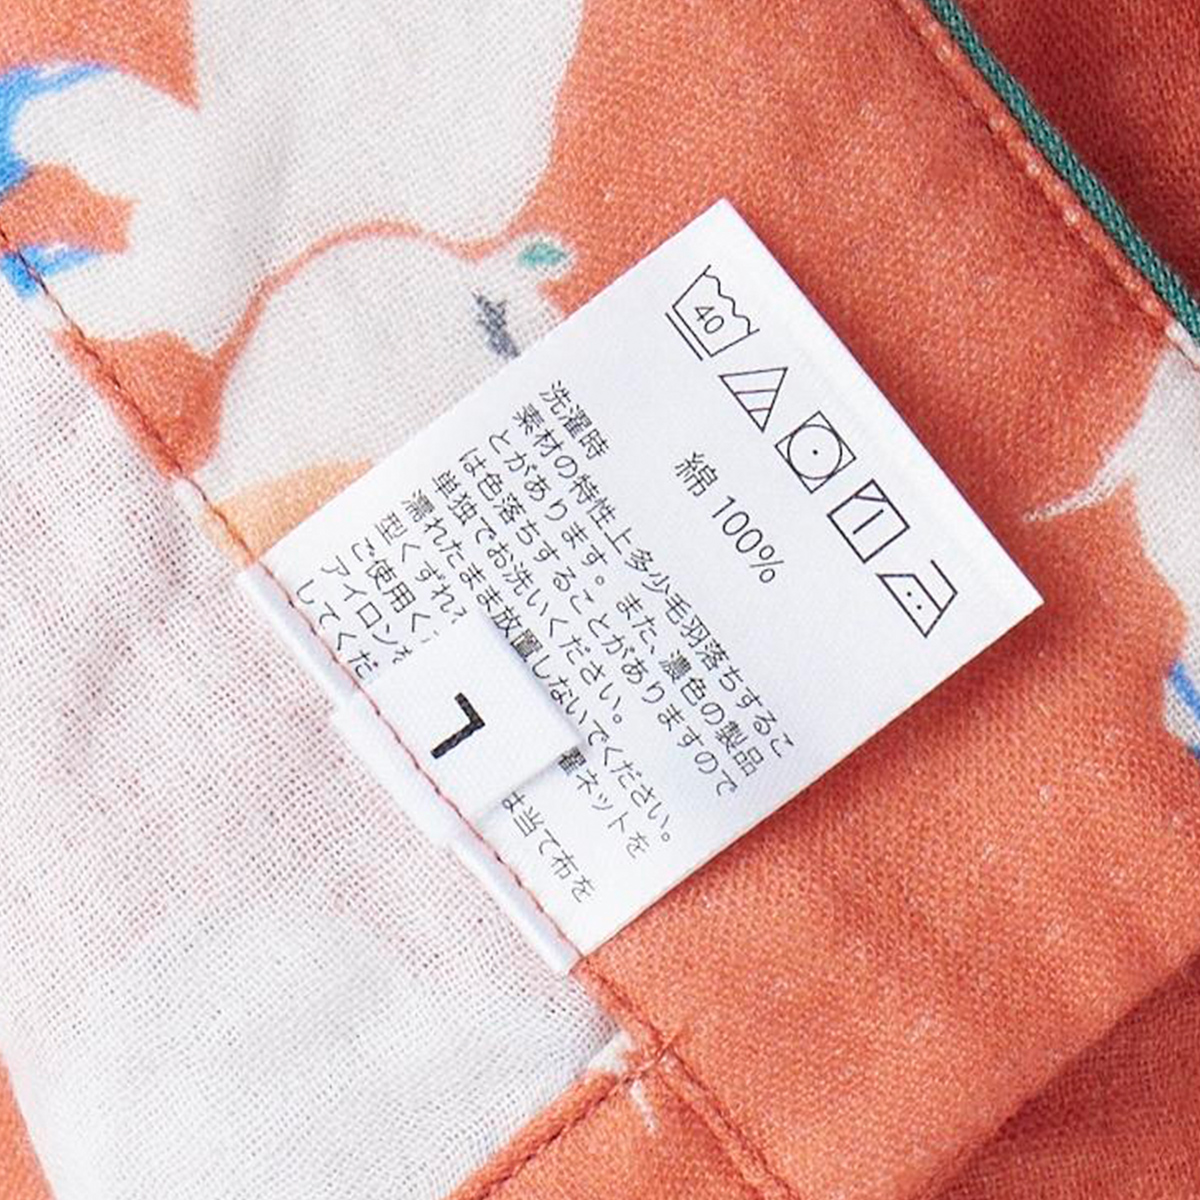 40
綿 100%
洗濯時
素材の特性上多少毛羽落ちするこ
とがあります。また、濃色の製品
は色落ちすることがありますので
単独でお洗いください。
濡れたまま放置しないでください。
型くずれ 濯ネットを
ご使用く
アイロンを は当て布を
してくだ
L